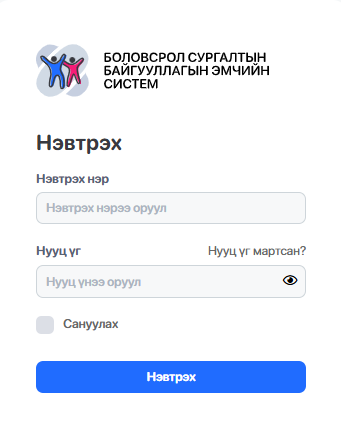 БОЛОВСРОЛ СУРГАЛТЫН
БАЙГУУЛЛАГЫН ЭМЧИЙН
СИСТЕМ
Нэвтрэх
Нэвтрэх нэр
Нэвтрэх нэрээ оруул
Нууц үг Нууц үг мартсан?
Нууц үнээ оруул
Сануулах
Нэвтрэх